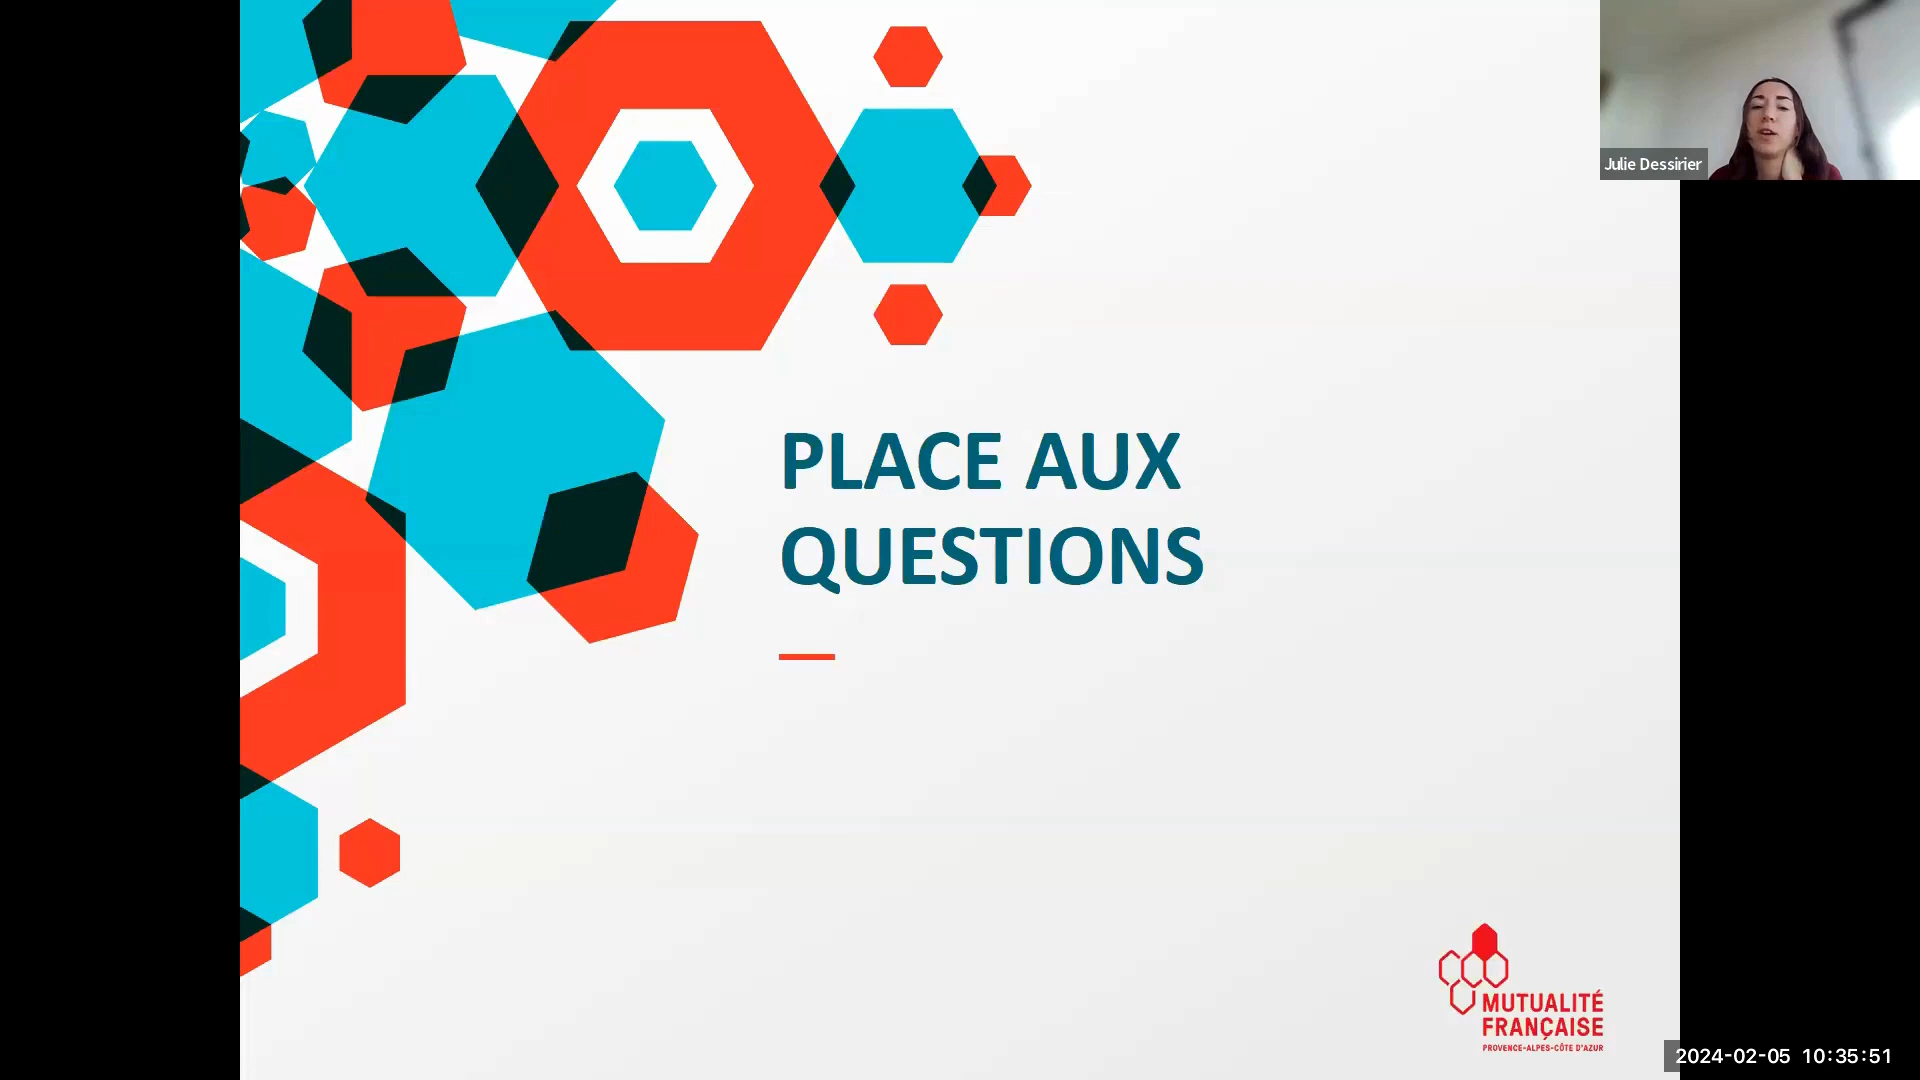 Julie Dessirier
PLACE AUX
QUESTIONS
MUTUALITÉ
FRANÇAISE
PROVENCE-ALPES-CÔTE D'AZUR
2024-02-05 10:35:51